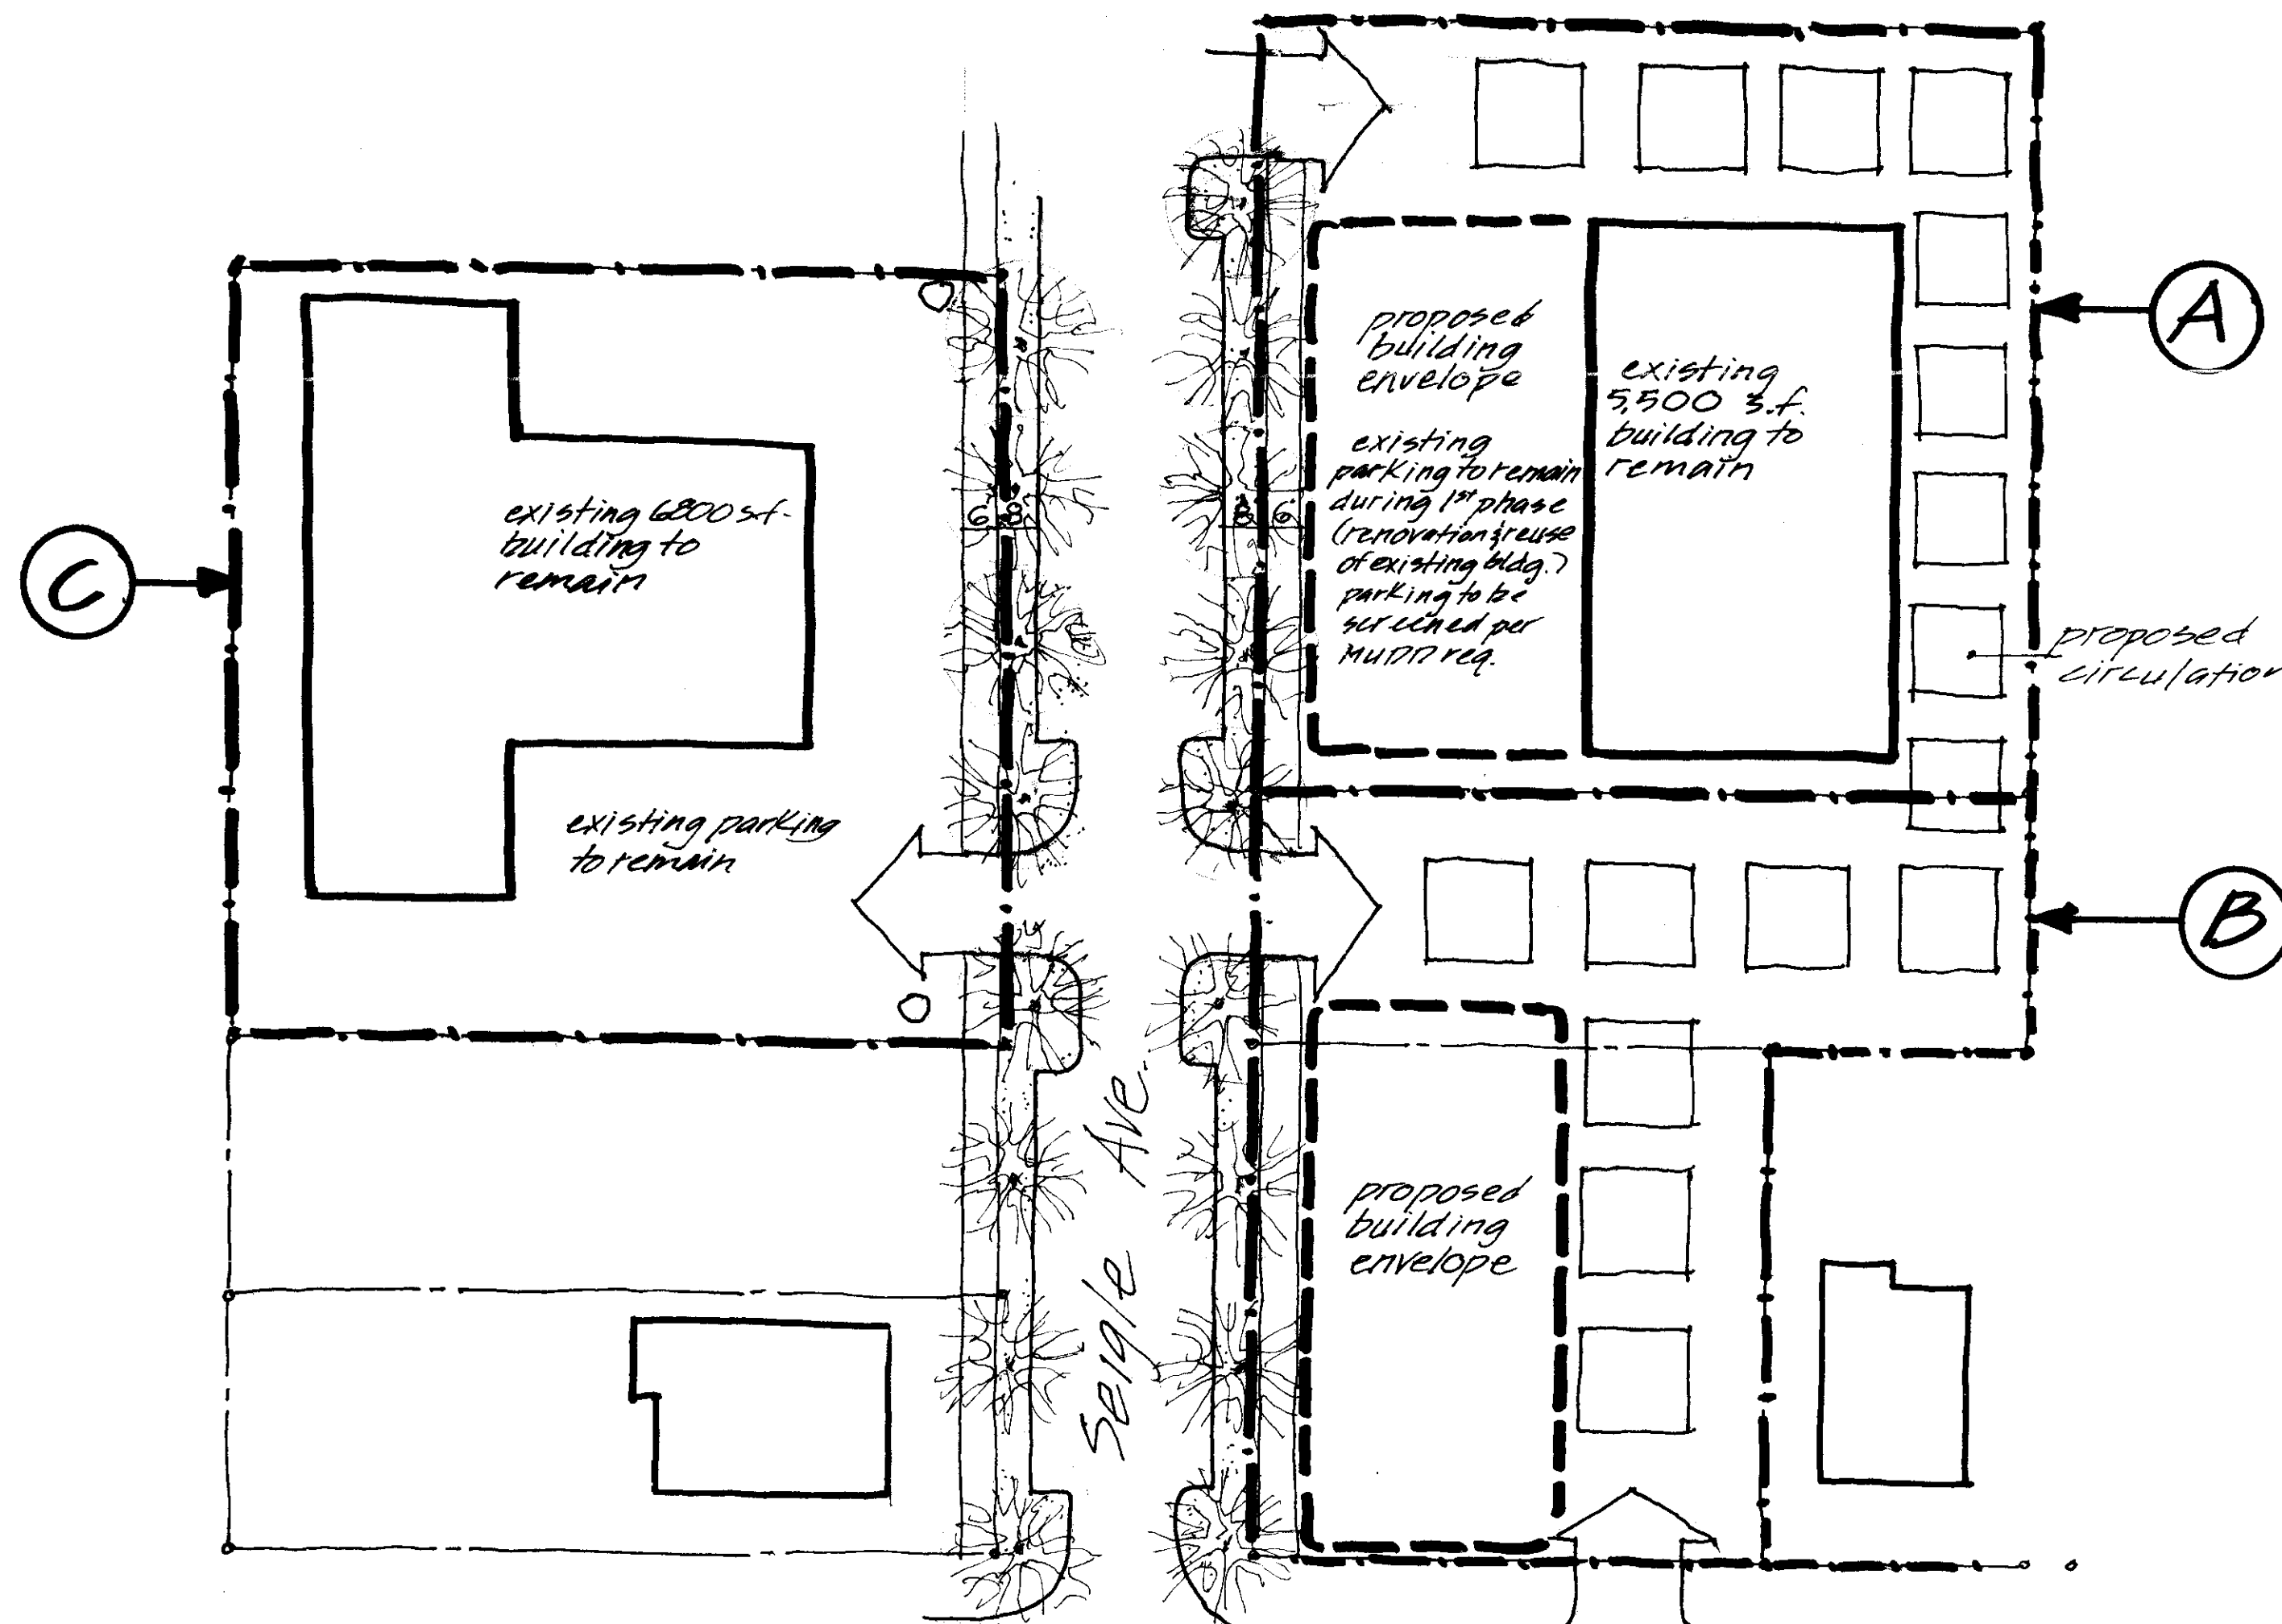 proposed
building
envelope
existing
parking to remain
during 1st phase
(renovation & reuse
of existing bldg.)
parking to be
screened per
MUDD req.
existing
5,500 s.f.
building to
remain
A
existing 6800 s.f.
building to
remain
6 8
8 6
C
proposed
circulation
existing parking
to remain
B
Seigle Ave.
proposed
building
envelope